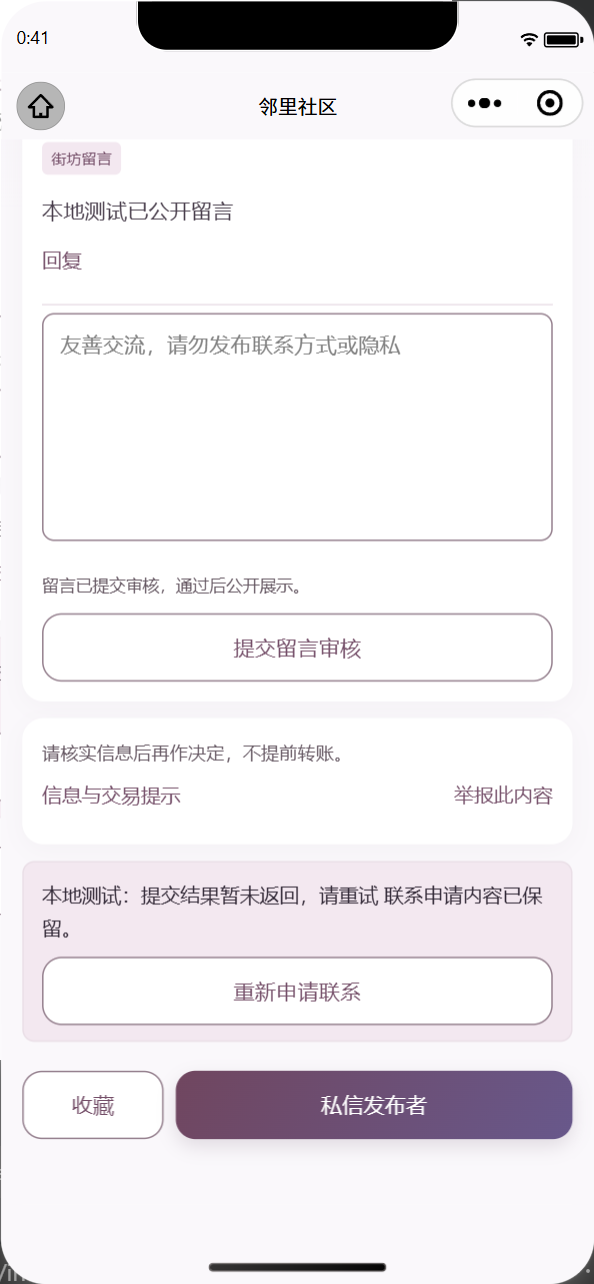 0:41
邻里社区
街坊留言
本地测试已公开留言
回复
友善交流，请勿发布联系方式或隐私
留言已提交审核，通过后公开展示。
提交留言审核
请核实信息后再作决定，不提前转账。
信息与交易提示
举报此内容
本地测试：提交结果暂未返回，请重试 联系申请内容已保
留。
重新申请联系
收藏
私信发布者